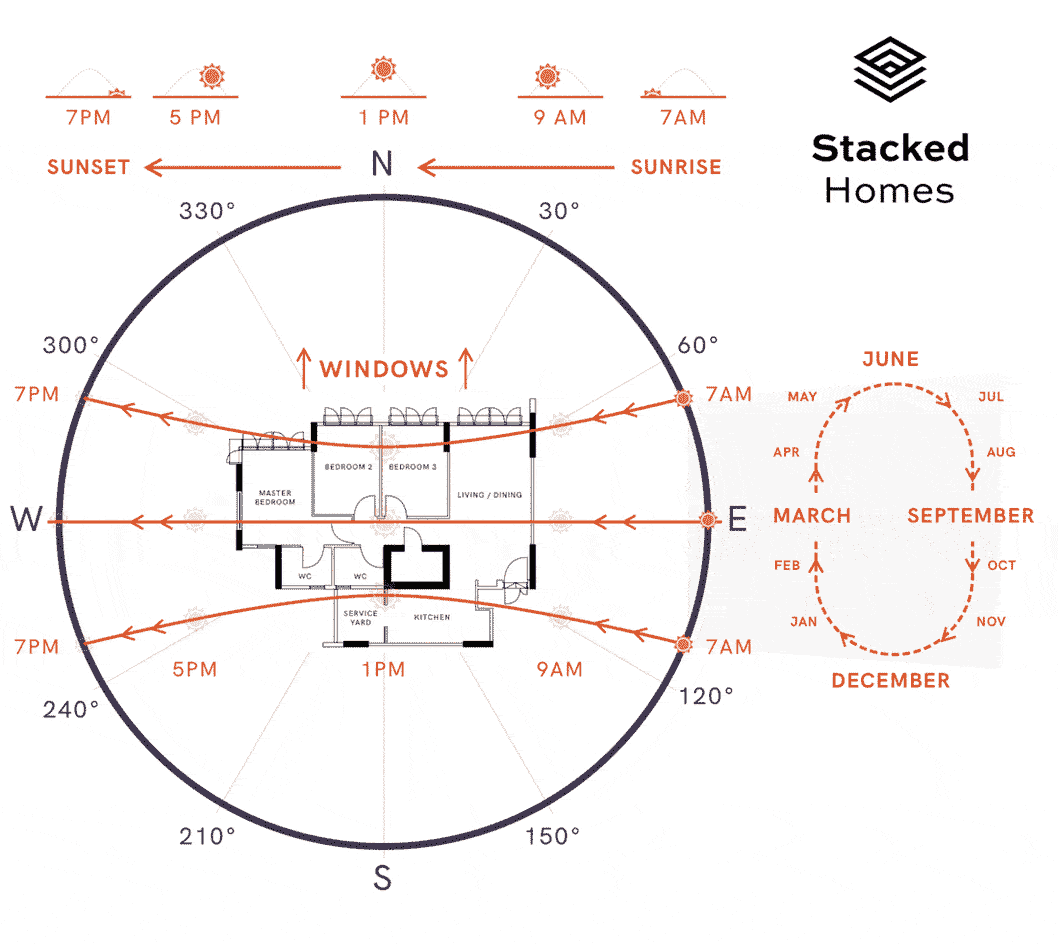 Stacked
Homes
7PM
5 PM
1 PM
9 AM
7AM
SUNSET
N
SUNRISE
330°
30°
300°
60°
WINDOWS
JUNE
7PM
7AM
MAY
JUL
APR
AUG
BEDROOM 2
BEDROOM 3
MASTER
BEDROOM
LIVING / DINING
W
E
MARCH
SEPTEMBER
FEB
OCT
WC
WC
SERVICE
YARD
KITCHEN
JAN
NOV
7PM
7AM
5PM
1PM
9AM
DECEMBER
240°
120°
210°
150°
S